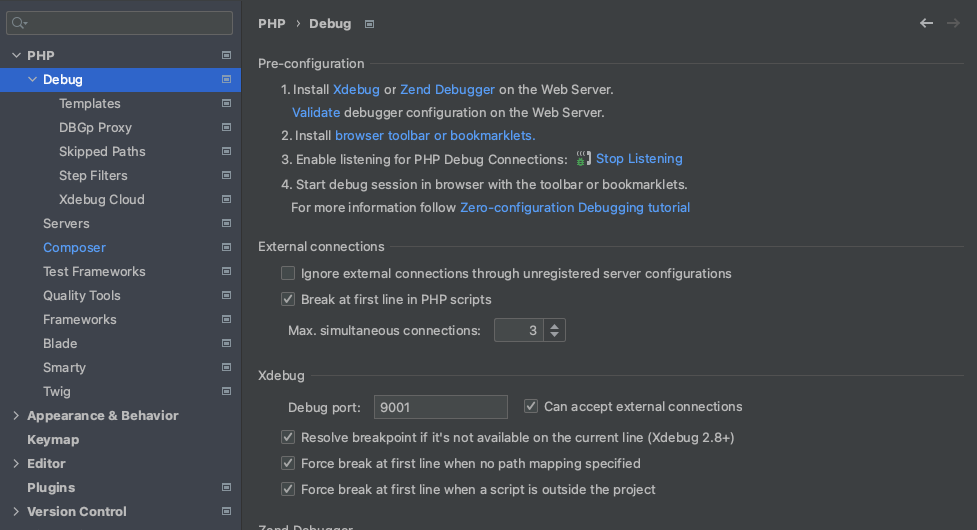 PHP
Debug
Templates
DBGp Proxy
Skipped Paths
Step Filters
Xdebug Cloud
Servers
Composer
Test Frameworks
Quality Tools
Frameworks
Blade
Smarty
Twig
Appearance & Behavior
Keymap
Editor
Plugins
Version Control
PHP › Debug
Pre-configuration
1. Install Xdebug or Zend Debugger on the Web Server.
Validate debugger configuration on the Web Server.
2. Install browser toolbar or bookmarklets.
3. Enable listening for PHP Debug Connections: Stop Listening
4. Start debug session in browser with the toolbar or bookmarklets.
For more information follow Zero-configuration Debugging tutorial
External connections
Ignore external connections through unregistered server configurations
Break at first line in PHP scripts
Max. simultaneous connections: 3
Xdebug
Debug port: 9001 Can accept external connections
Resolve breakpoint if it's not available on the current line (Xdebug 2.8+)
Force break at first line when no path mapping specified
Force break at first line when a script is outside the project
Zend Debugger